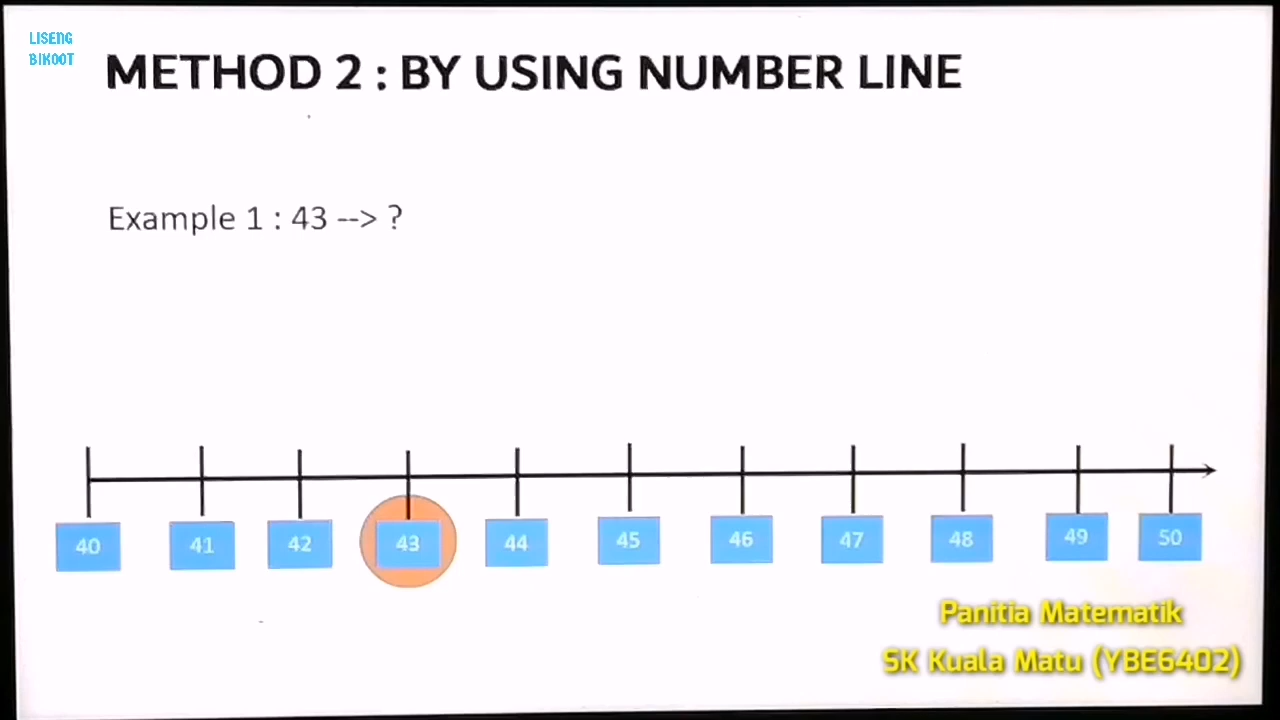 LISENG
BIKOOT
METHOD 2 : BY USING NUMBER LINE
Example 1 : 43 --> ?
40 41 42 43 44 45 46 47 48 49 50
Panitia Matematik
SK Kuala Matu (YBE6402)